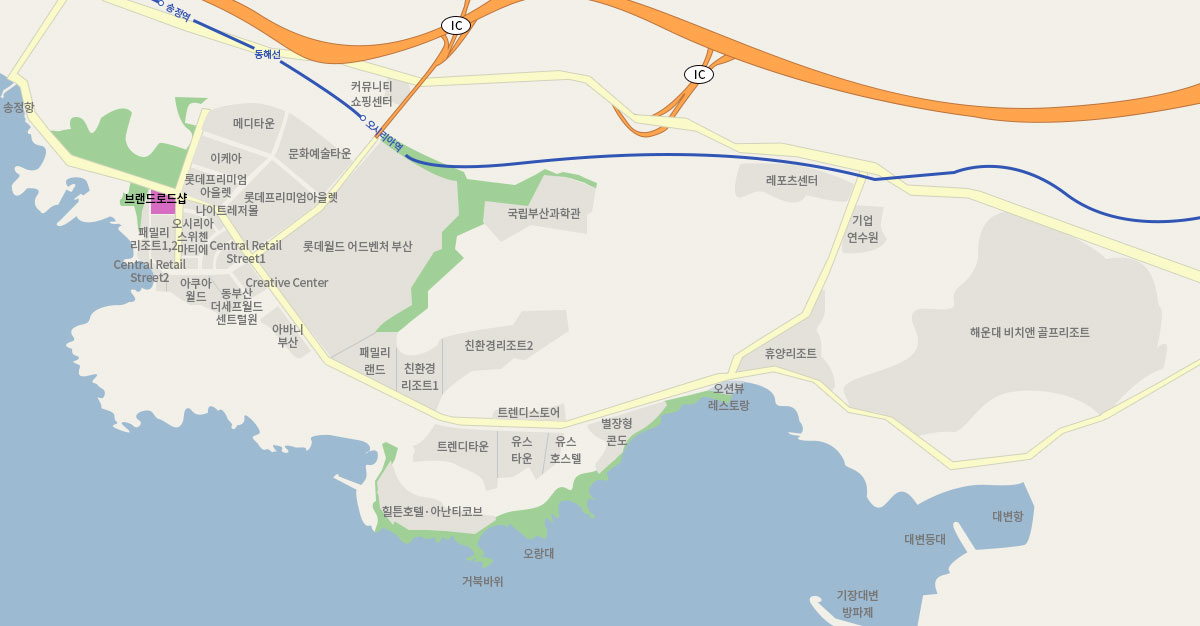 송정역
IC
동해선
IC
커뮤니티
쇼핑센터
송정항
메디타운
오시리아역
이케아
문화예술타운
롯데프리미엄
아울렛
레포츠센터
브랜드로드샵
롯데프리미엄아울렛
나이트레저몰
국립부산과학관
오시리아
스위첸
마티에
기업
연수원
패밀리
리조트1,2
Central Retail
Street1
롯데월드 어드벤처 부산
Central Retail
Street2
아쿠아
월드
Creative Center
동부산
더세프월드
센트럴원
아바니
부산
해운대 비치앤 골프리조트
친환경리조트2
패밀리
랜드
휴양리조트
친환경
리조트1
오션뷰
레스토랑
트렌디스토어
별장형
콘도
트렌디타운
유스
타운
유스
호스텔
힐튼호텔·아난티코브
대변항
대변등대
오랑대
거북바위
기장대변
방파제